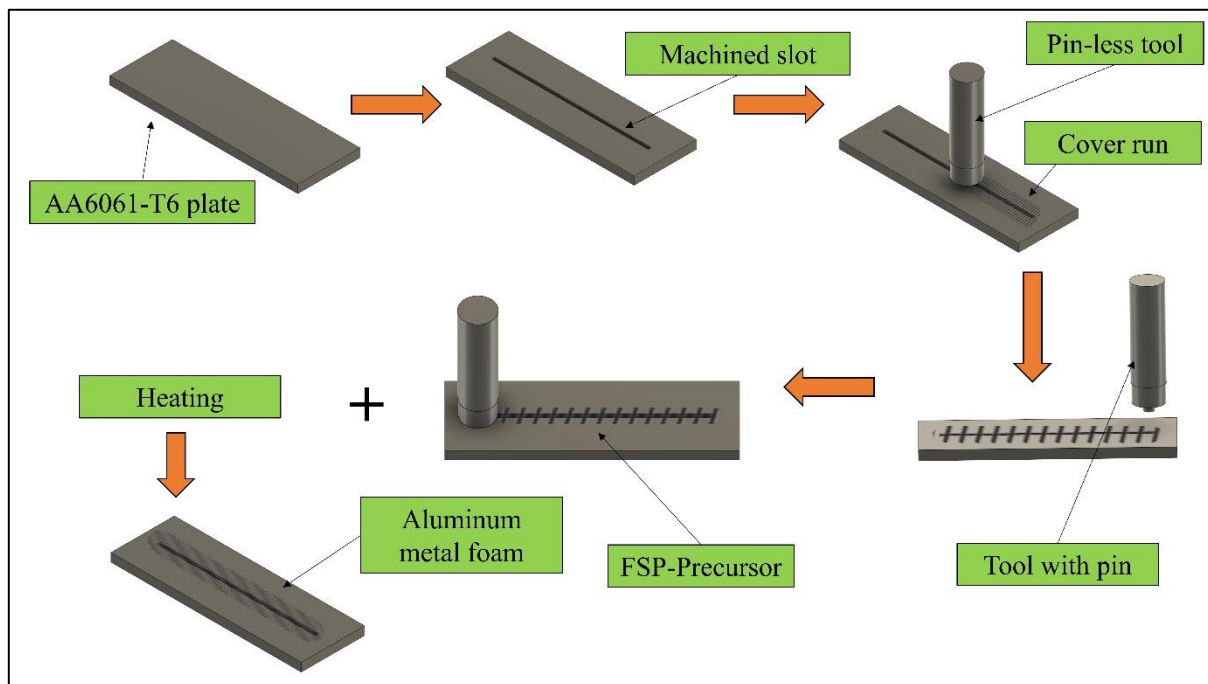 AA6061-T6 plate
Machined slot
Pin-less tool
Cover run
Tool with pin
FSP-Precursor
+
Heating
Aluminum
metal foam